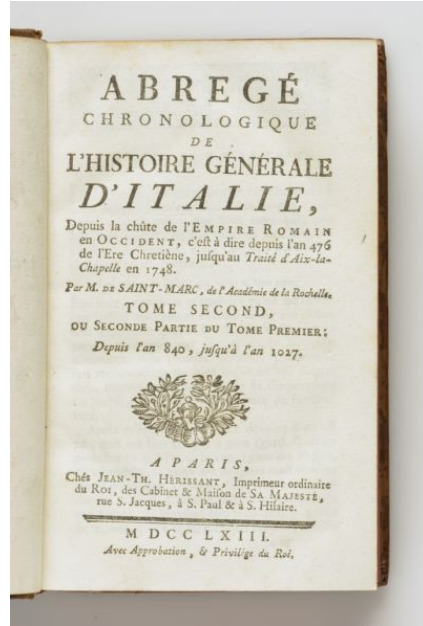 ABREGÉ
CHRONOLOGIQUE
DE
L'HISTOIRE GÉNÉRALE
D'ITALIE,
Depuis la chûte de l'EMPIRE ROMAIN
en OCCIDENT, c'est à dire depuis l'an 476
de l'Ere Chretiène, jusqu'au Traité d'Aix-la-
Chapelle en 1748.
Par M. DE SAINT-MARC, de l'Académie de la Rochelle.
TOME SECOND,
OU SECONDE PARTIE DU TOME PREMIER:
Depuis l'an 840, jusqu'à l'an 1027.
A PARIS,
Chés JEAN-TH. HERISSANT, Imprimeur ordinaire
du ROI, des Cabinet & Maison de SA MAJESTÉ,
rue S. Jacques, à S. Paul & à S. Hilaire.
M DCC LXIII.
Avec Approbation, & Privilége du Roi.